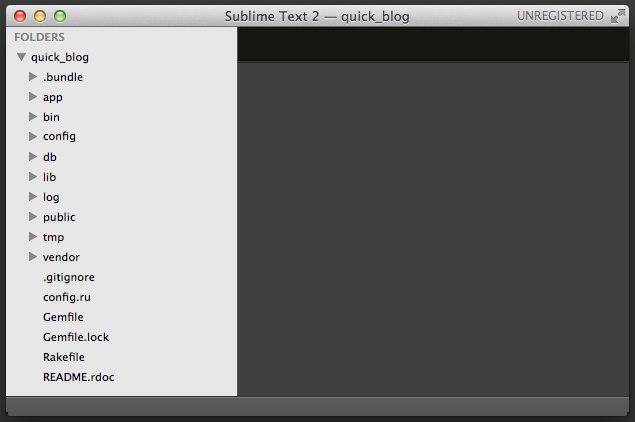 Sublime Text 2 — quick_blog
UNREGISTERED
FOLDERS
quick_blog
.bundle
app
bin
config
db
lib
log
public
tmp
vendor
.gitignore
config.ru
Gemfile
Gemfile.lock
Rakefile
README.rdoc